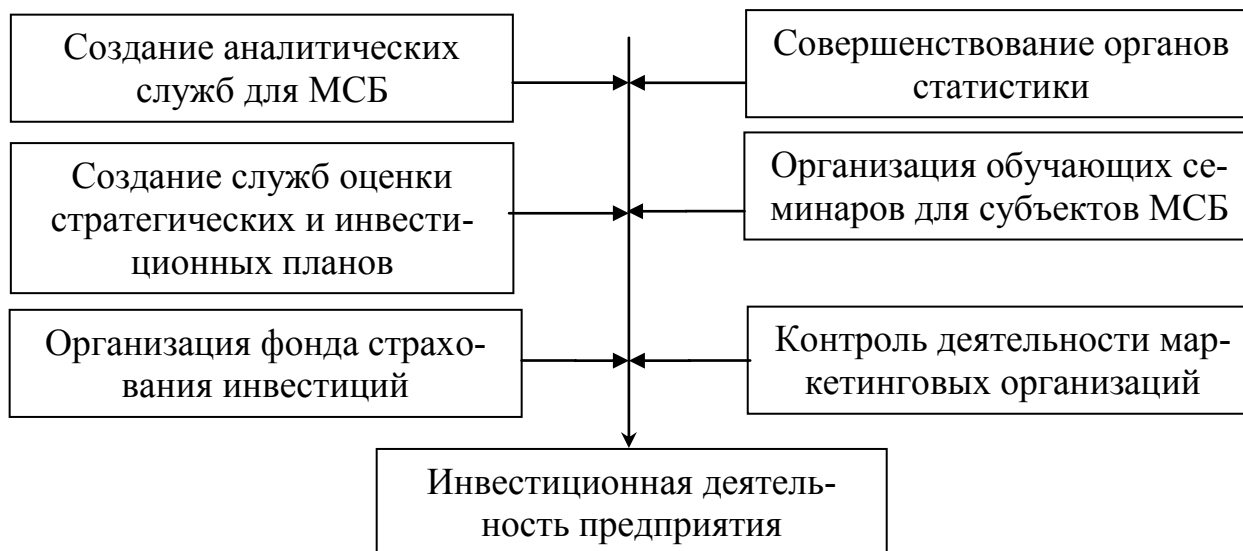 Создание аналитических
служб для МСБ
Совершенствование органов
статистики
Создание служб оценки
стратегических и инвести-
ционных планов
Организация обучающих се-
минаров для субъектов МСБ
Организация фонда страхо-
вания инвестиций
Контроль деятельности мар-
кетинговых организаций
Инвестиционная деятель-
ность предприятия